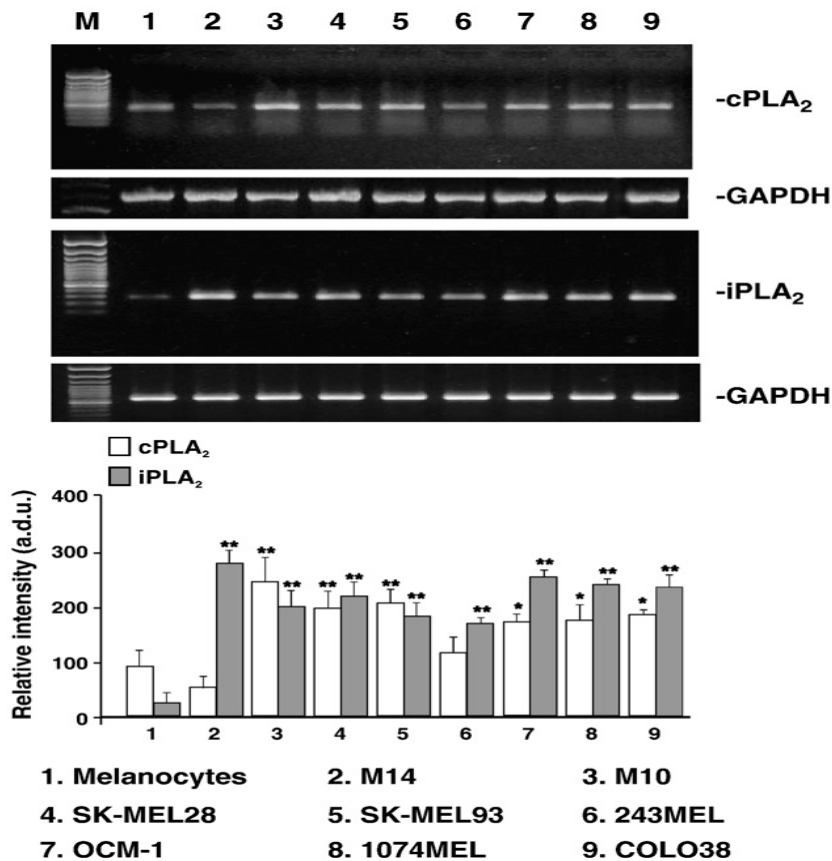 M 1 2 3 4 5 6 7 8 9
-cPLA₂
-GAPDH
-iPLA₂
-GAPDH
cPLA₂
iPLA₂
Relative intensity (a.d.u.)
400
300
200
100
0
** ** ** ** ** ** ** ** * ** * ** * **
1 2 3 4 5 6 7 8 9
1. Melanocytes 2. M14 3. M10
4. SK-MEL28 5. SK-MEL93 6. 243MEL
7. OCM-1 8. 1074MEL 9. COLO38